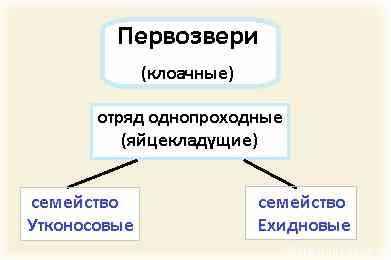 Первозвери
(клоачные)
отряд однопроходные
(яйцекладущие)
семейство
Утконосовые
семейство
Ехидновые